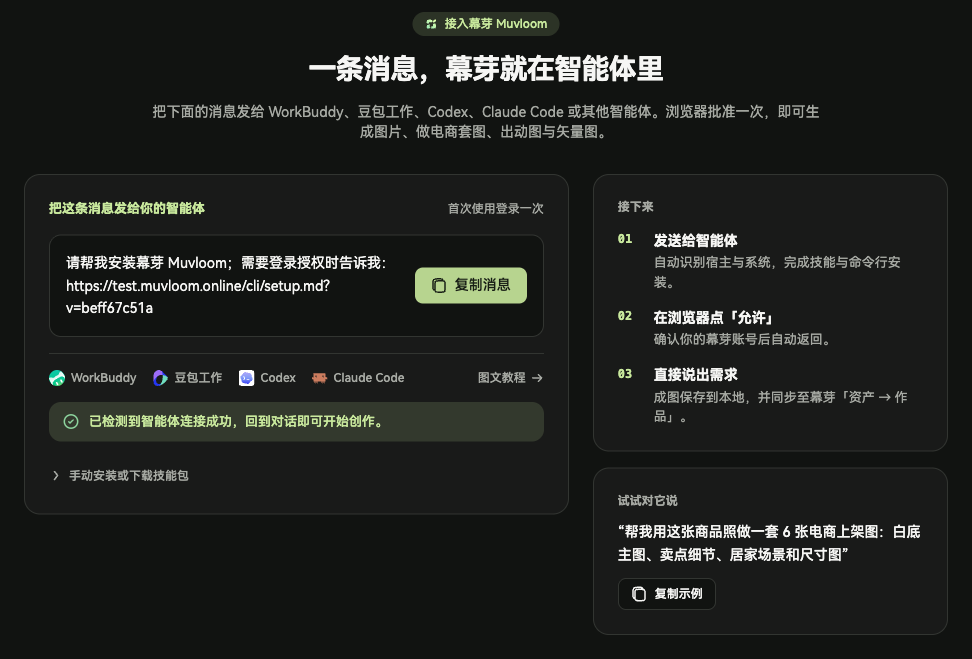 接入幕芽 Muvloom
一条消息，幕芽就在智能体里
把下面的消息发给 WorkBuddy、豆包工作、Codex、Claude Code 或其他智能体。浏览器批准一次，即可生
成图片、做电商套图、出动图与矢量图。
把这条消息发给你的智能体
首次使用登录一次
请帮我安装幕芽 Muvloom；需要登录授权时告诉我：
https://test.muvloom.online/cli/setup.md?
v=beff67c51a
复制消息
WorkBuddy
豆包工作
Codex
Claude Code
图文教程 →
已检测到智能体连接成功，回到对话即可开始创作。
手动安装或下载技能包
接下来
01 发送给智能体
自动识别宿主与系统，完成技能与命令行安
装。
02 在浏览器点「允许」
确认你的幕芽账号后自动返回。
03 直接说出需求
成图保存到本地，并同步至幕芽「资产 → 作
品」。
试试对它说
“帮我用这张商品照做一套 6 张电商上架图：白底
主图、卖点细节、居家场景和尺寸图”
复制示例